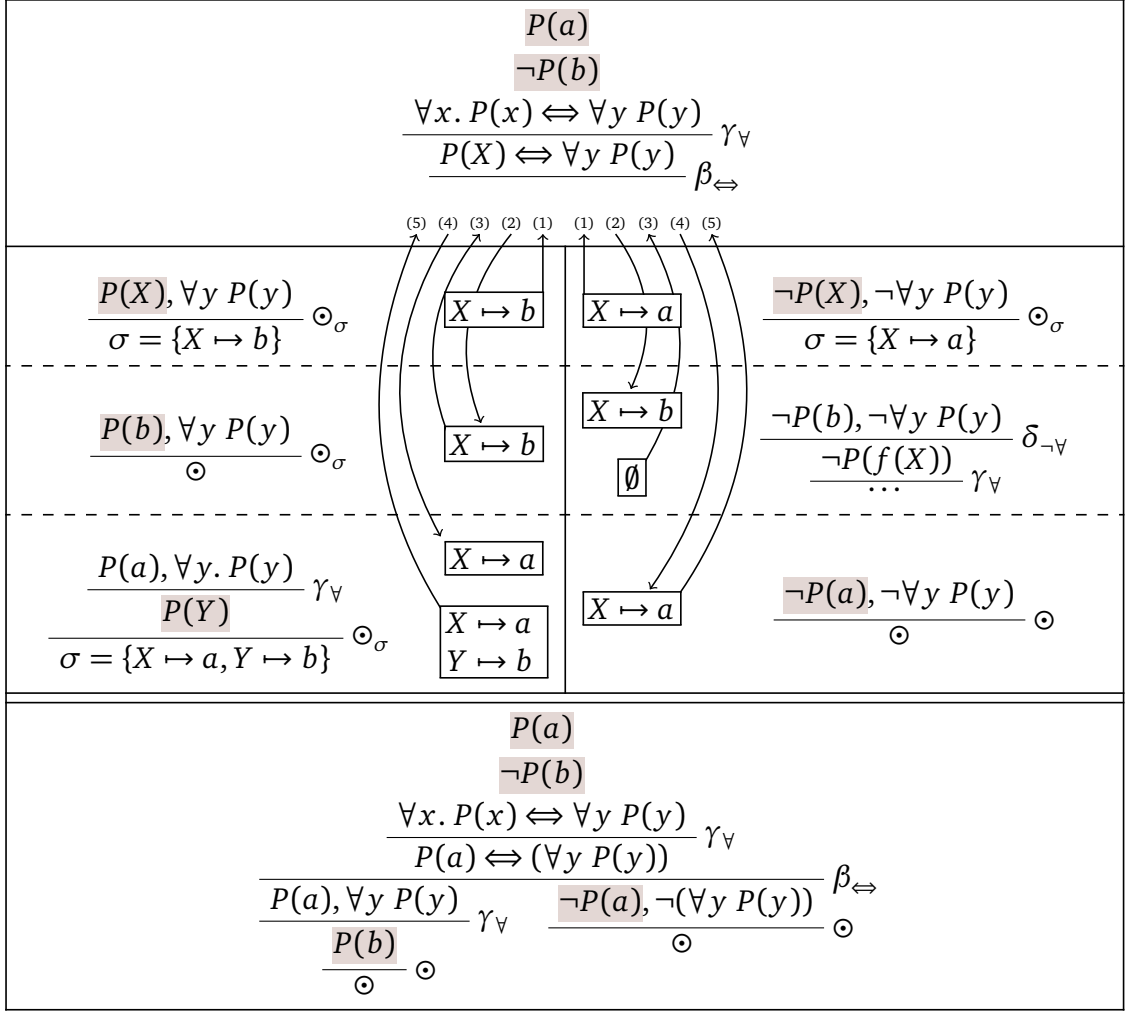 P(a)
¬P(b)
∀x. P(x) ⇔ ∀y P(y) γ∀
P(X) ⇔ ∀y P(y) β⇔
(5) (4) (3) (2) (1) (1) (2) (3) (4) (5)
P(X), ∀y P(y) ⊙σ
σ = {X ↦ b}
X ↦ b
X ↦ a
¬P(X), ¬∀y P(y) ⊙σ
σ = {X ↦ a}
P(b), ∀y P(y) ⊙σ
⊙
X ↦ b
X ↦ b
∅
¬P(b), ¬∀y P(y) δ¬∀
¬P(f(X)) γ∀
...
P(a), ∀y. P(y) γ∀
P(Y) ⊙σ
σ = {X ↦ a, Y ↦ b}
X ↦ a
X ↦ a
Y ↦ b
X ↦ a
¬P(a), ¬∀y P(y) ⊙
⊙
P(a)
¬P(b)
∀x. P(x) ⇔ ∀y P(y) γ∀
P(a) ⇔ (∀y P(y)) β⇔
P(a), ∀y P(y) γ∀ ¬P(a), ¬(∀y P(y)) ⊙
P(b) ⊙ ⊙
⊙